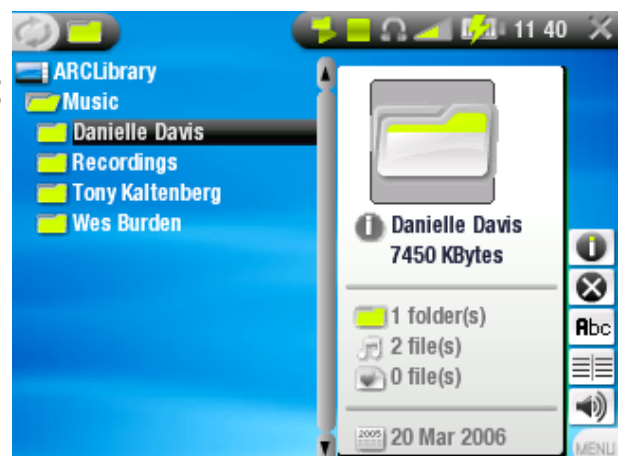 11 40
ARCLibrary
Music
Danielle Davis
Recordings
Tony Kaltenberg
Wes Burden
Danielle Davis
7450 KBytes
1 folder(s)
2 file(s)
0 file(s)
2005 20 Mar 2006
Abc
MENU